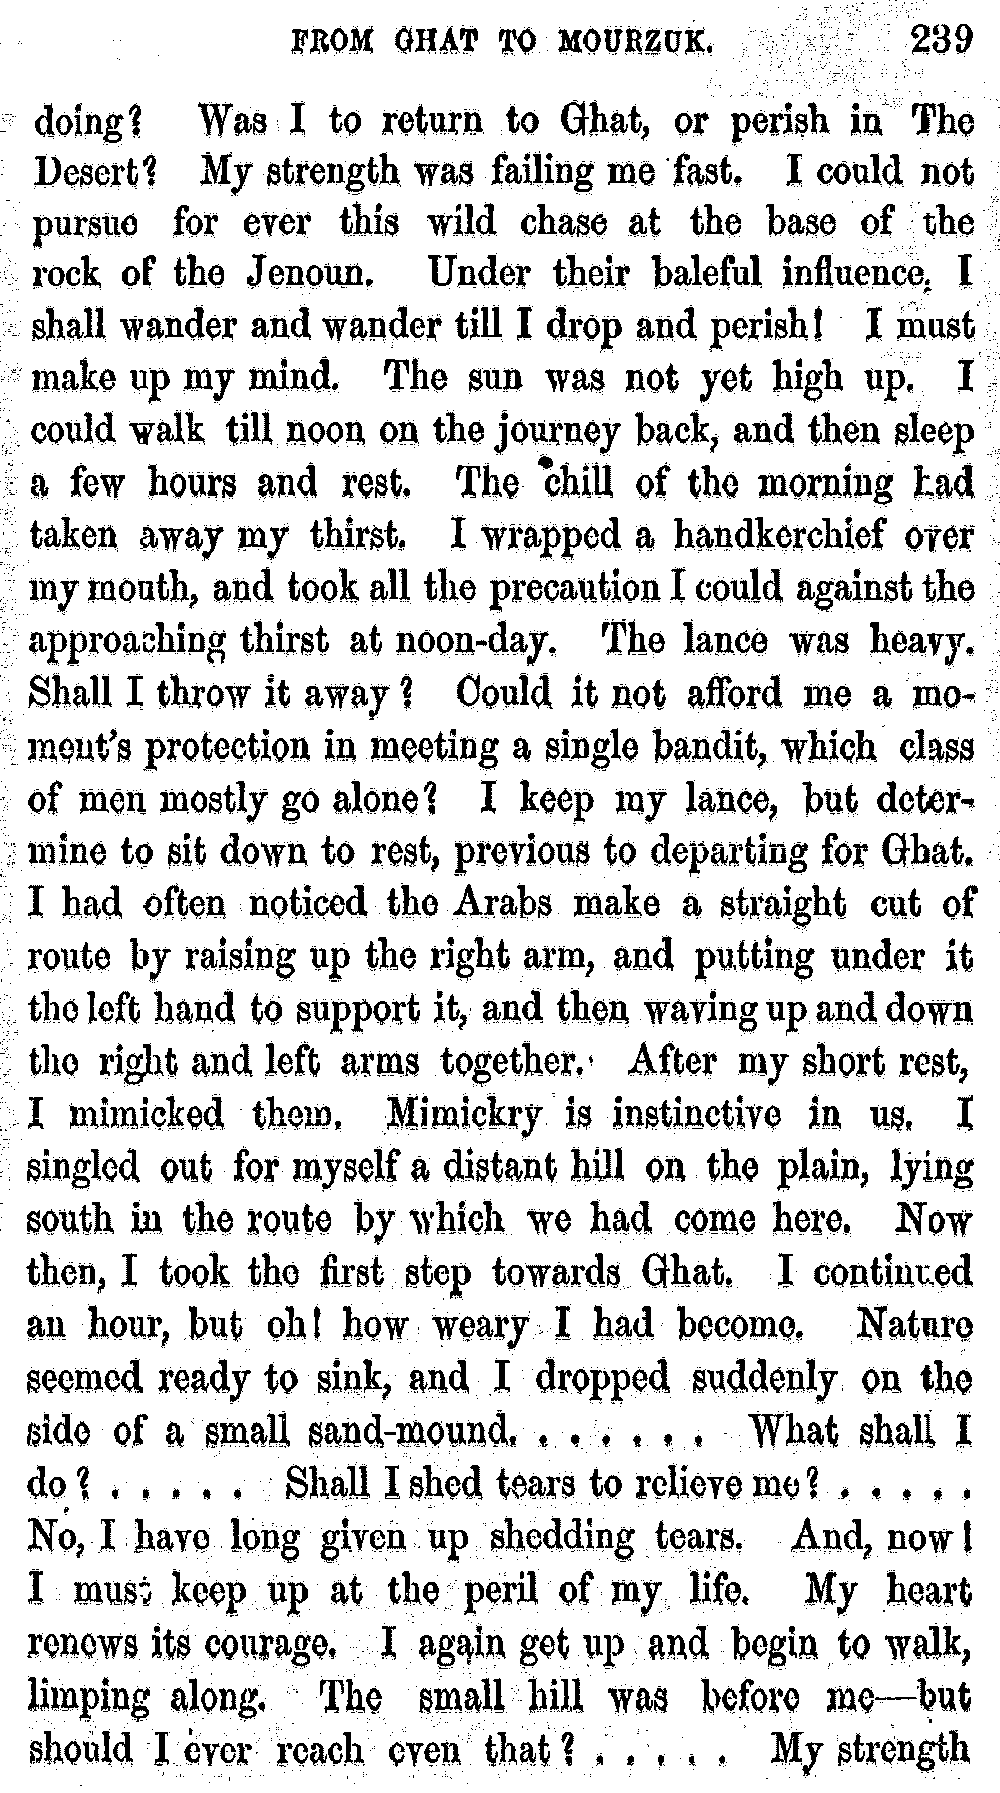 FROM GHAT TO MOURZUK. 239
doing? Was I to return to Ghat, or perish in The
Desert? My strength was failing me fast. I could not
pursue for ever this wild chase at the base of the
rock of the Jenoun. Under their baleful influence, I
shall wander and wander till I drop and perish! I must
make up my mind. The sun was not yet high up. I
could walk till noon on the journey back, and then sleep
a few hours and rest. The chill of the morning had
taken away my thirst. I wrapped a handkerchief over
my mouth, and took all the precaution I could against the
approaching thirst at noon-day. The lance was heavy.
Shall I throw it away? Could it not afford me a mo-
ment's protection in meeting a single bandit, which class
of men mostly go alone? I keep my lance, but deter-
mine to sit down to rest, previous to departing for Ghat.
I had often noticed the Arabs make a straight cut of
route by raising up the right arm, and putting under it
the left hand to support it, and then waving up and down
the right and left arms together. After my short rest,
I mimicked them. Mimickry is instinctive in us. I
singled out for myself a distant hill on the plain, lying
south in the route by which we had come here. Now
then, I took the first step towards Ghat. I continued
an hour, but oh! how weary I had become. Nature
seemed ready to sink, and I dropped suddenly on the
side of a small sand-mound. . . . . . . What shall I
do? . . . . . Shall I shed tears to relieve me? . . . . .
No, I have long given up shedding tears. And, now!
I must keep up at the peril of my life. My heart
renews its courage. I again get up and begin to walk,
limping along. The small hill was before me—but
should I ever reach even that? . . . . . My strength